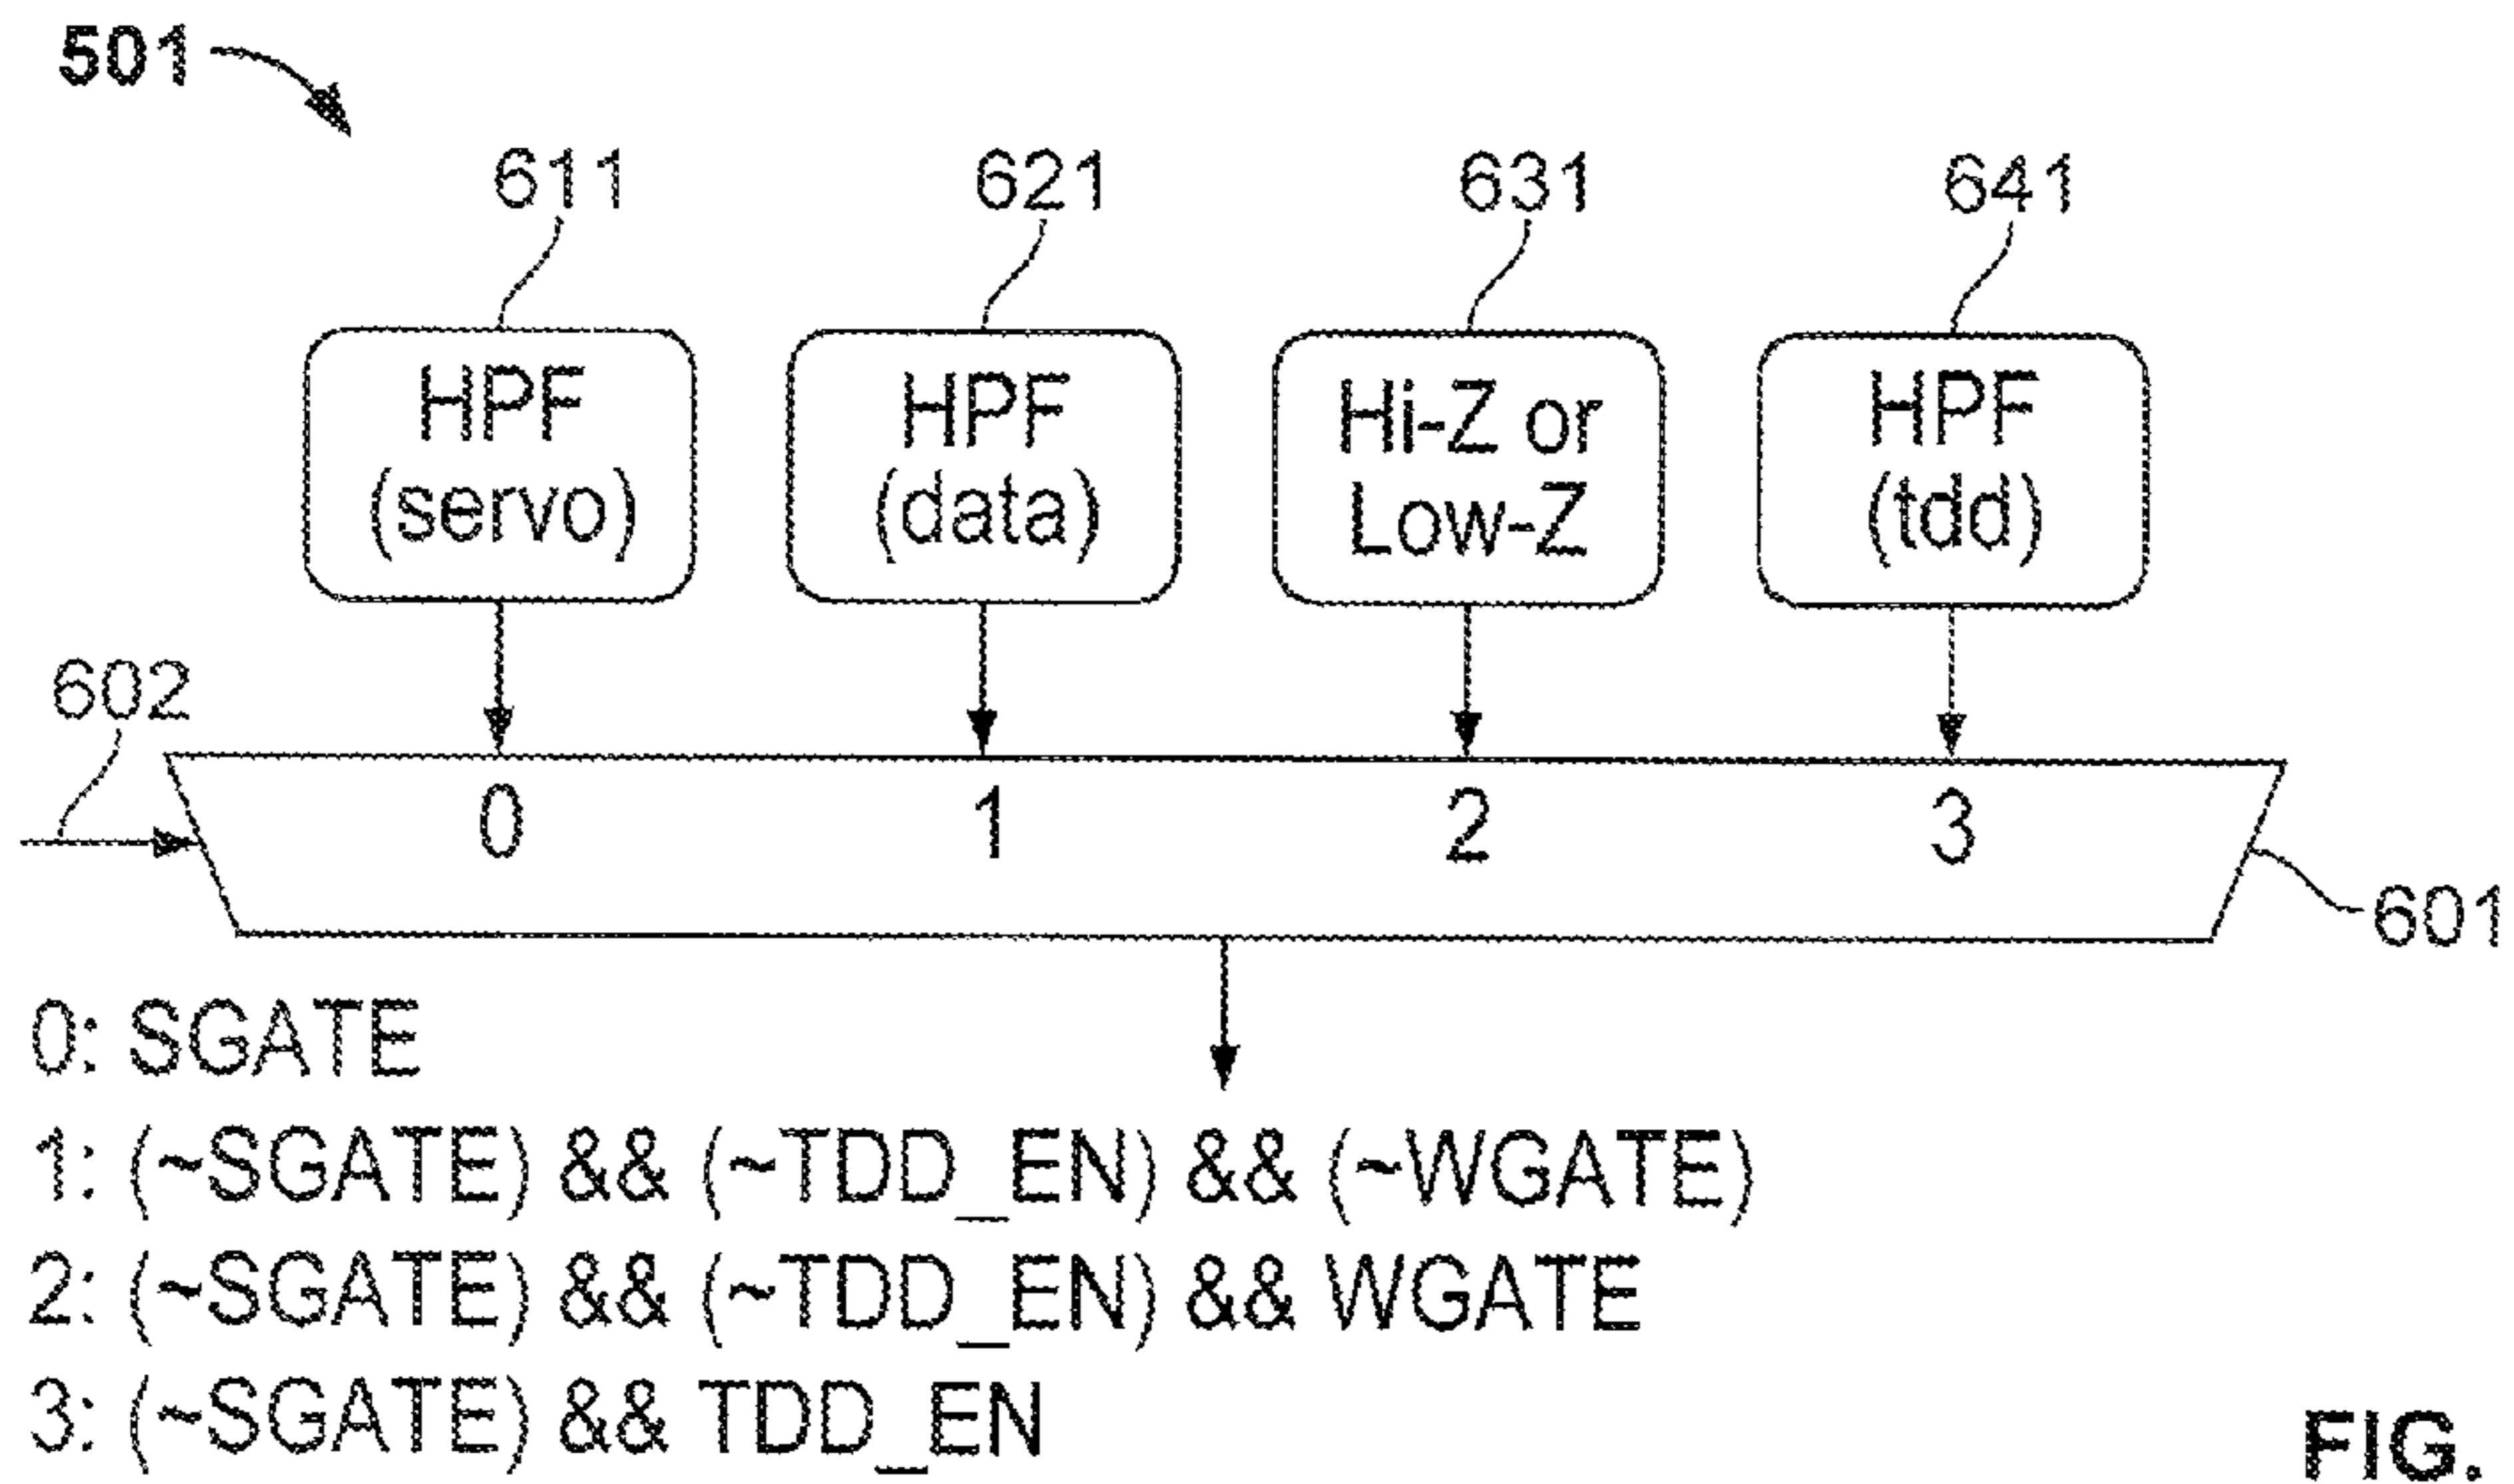 501
611 621 631 641
HPF HPF Hi-Z or HPF
(servo) (data) Low-Z (tdd)
602
0 1 2 3
601
0: SGATE
1: (~SGATE) && (~TDD_EN) && (~WGATE)
2: (~SGATE) && (~TDD_EN) && WGATE
3: (~SGATE) && TDD_EN
FIG.